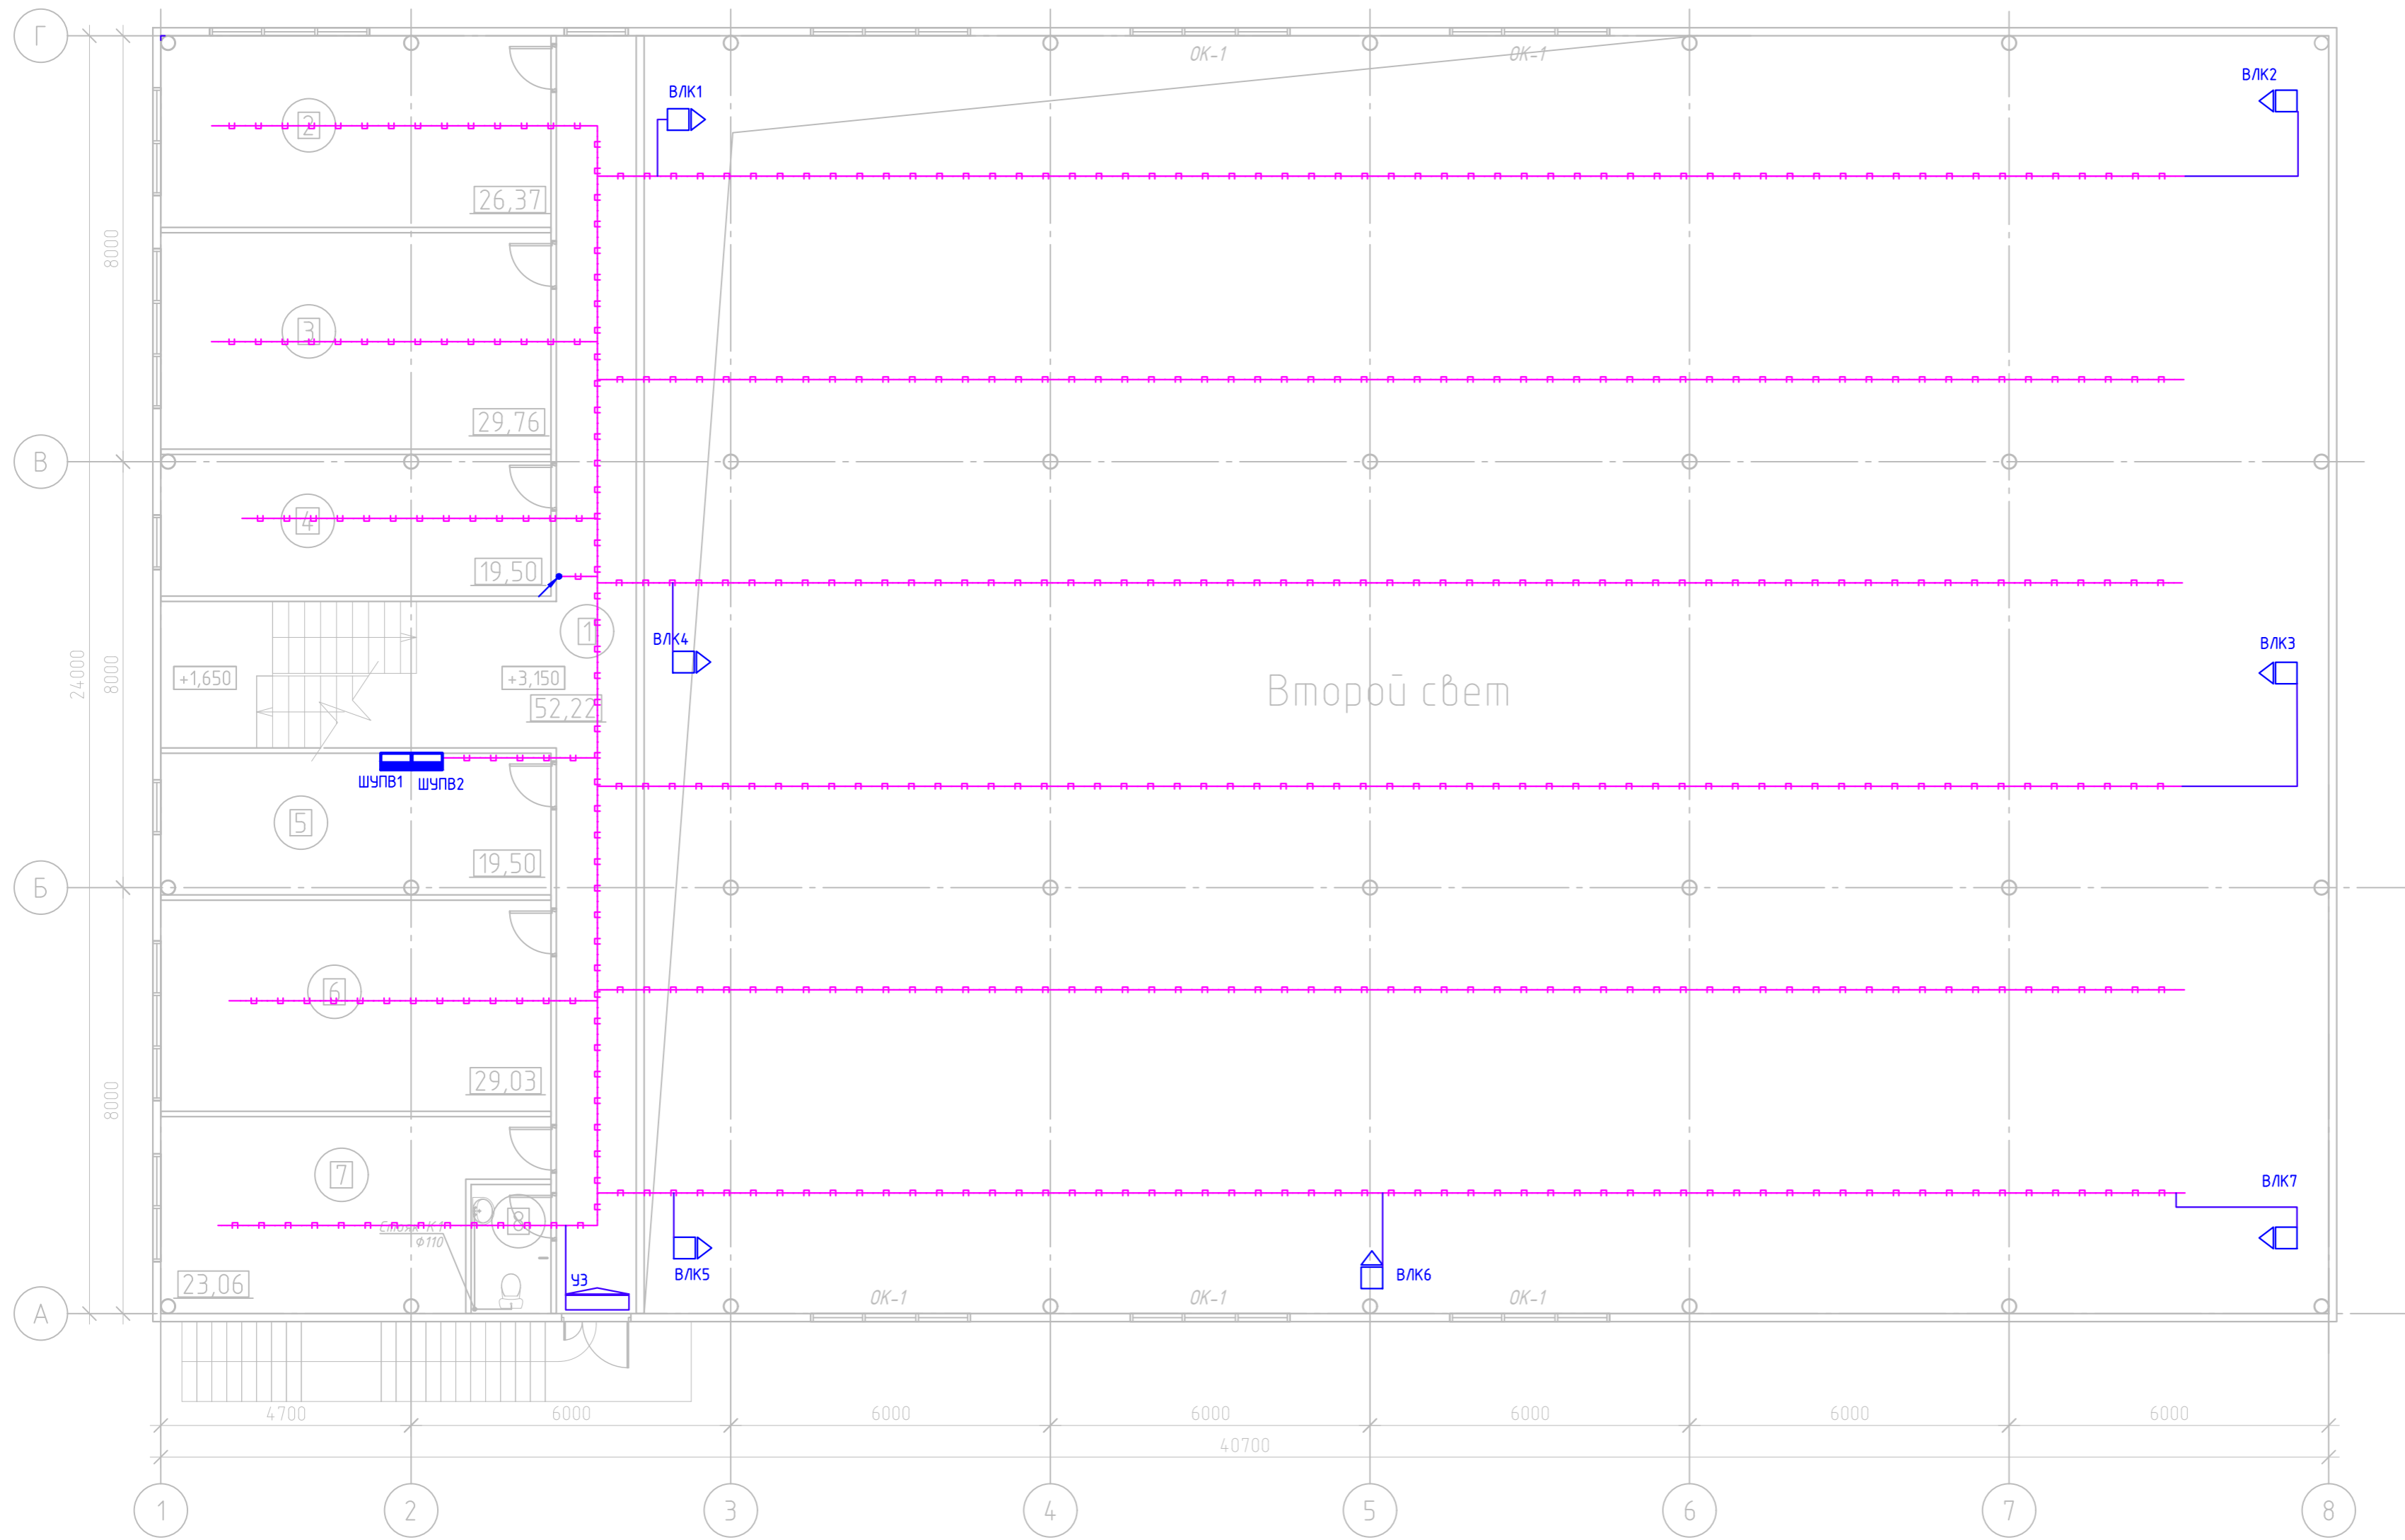 Г
ОК-1
ОК-1
ВЛК1
ВЛК2
2
26,37
8000
3
29,76
В
4
19,50
1
ВЛК4
ВЛК3
24000
8000
+1,650
+3,150
52,22
Второй свет
ШУПВ1
ШУПВ2
5
19,50
Б
6
29,03
8000
7
ВЛК7
8
Стояк К1
ф110
23,06
УЗ
ВЛК5
ВЛК6
ОК-1
ОК-1
ОК-1
А
4700
6000
6000
6000
6000
6000
6000
40700
1
2
3
4
5
6
7
8